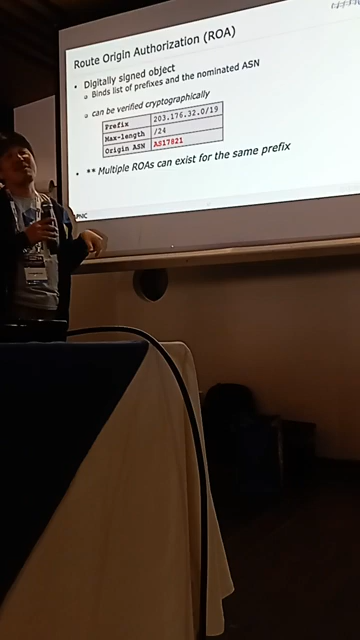 Route Origin Authorization (ROA)
• Digitally signed object
o Binds list of prefixes and the nominated ASN
o can be verified cryptographically
Prefix 203.176.32.0/19
Max-length /24
Origin ASN AS17821
• ** Multiple ROAs can exist for the same prefix
PNIC